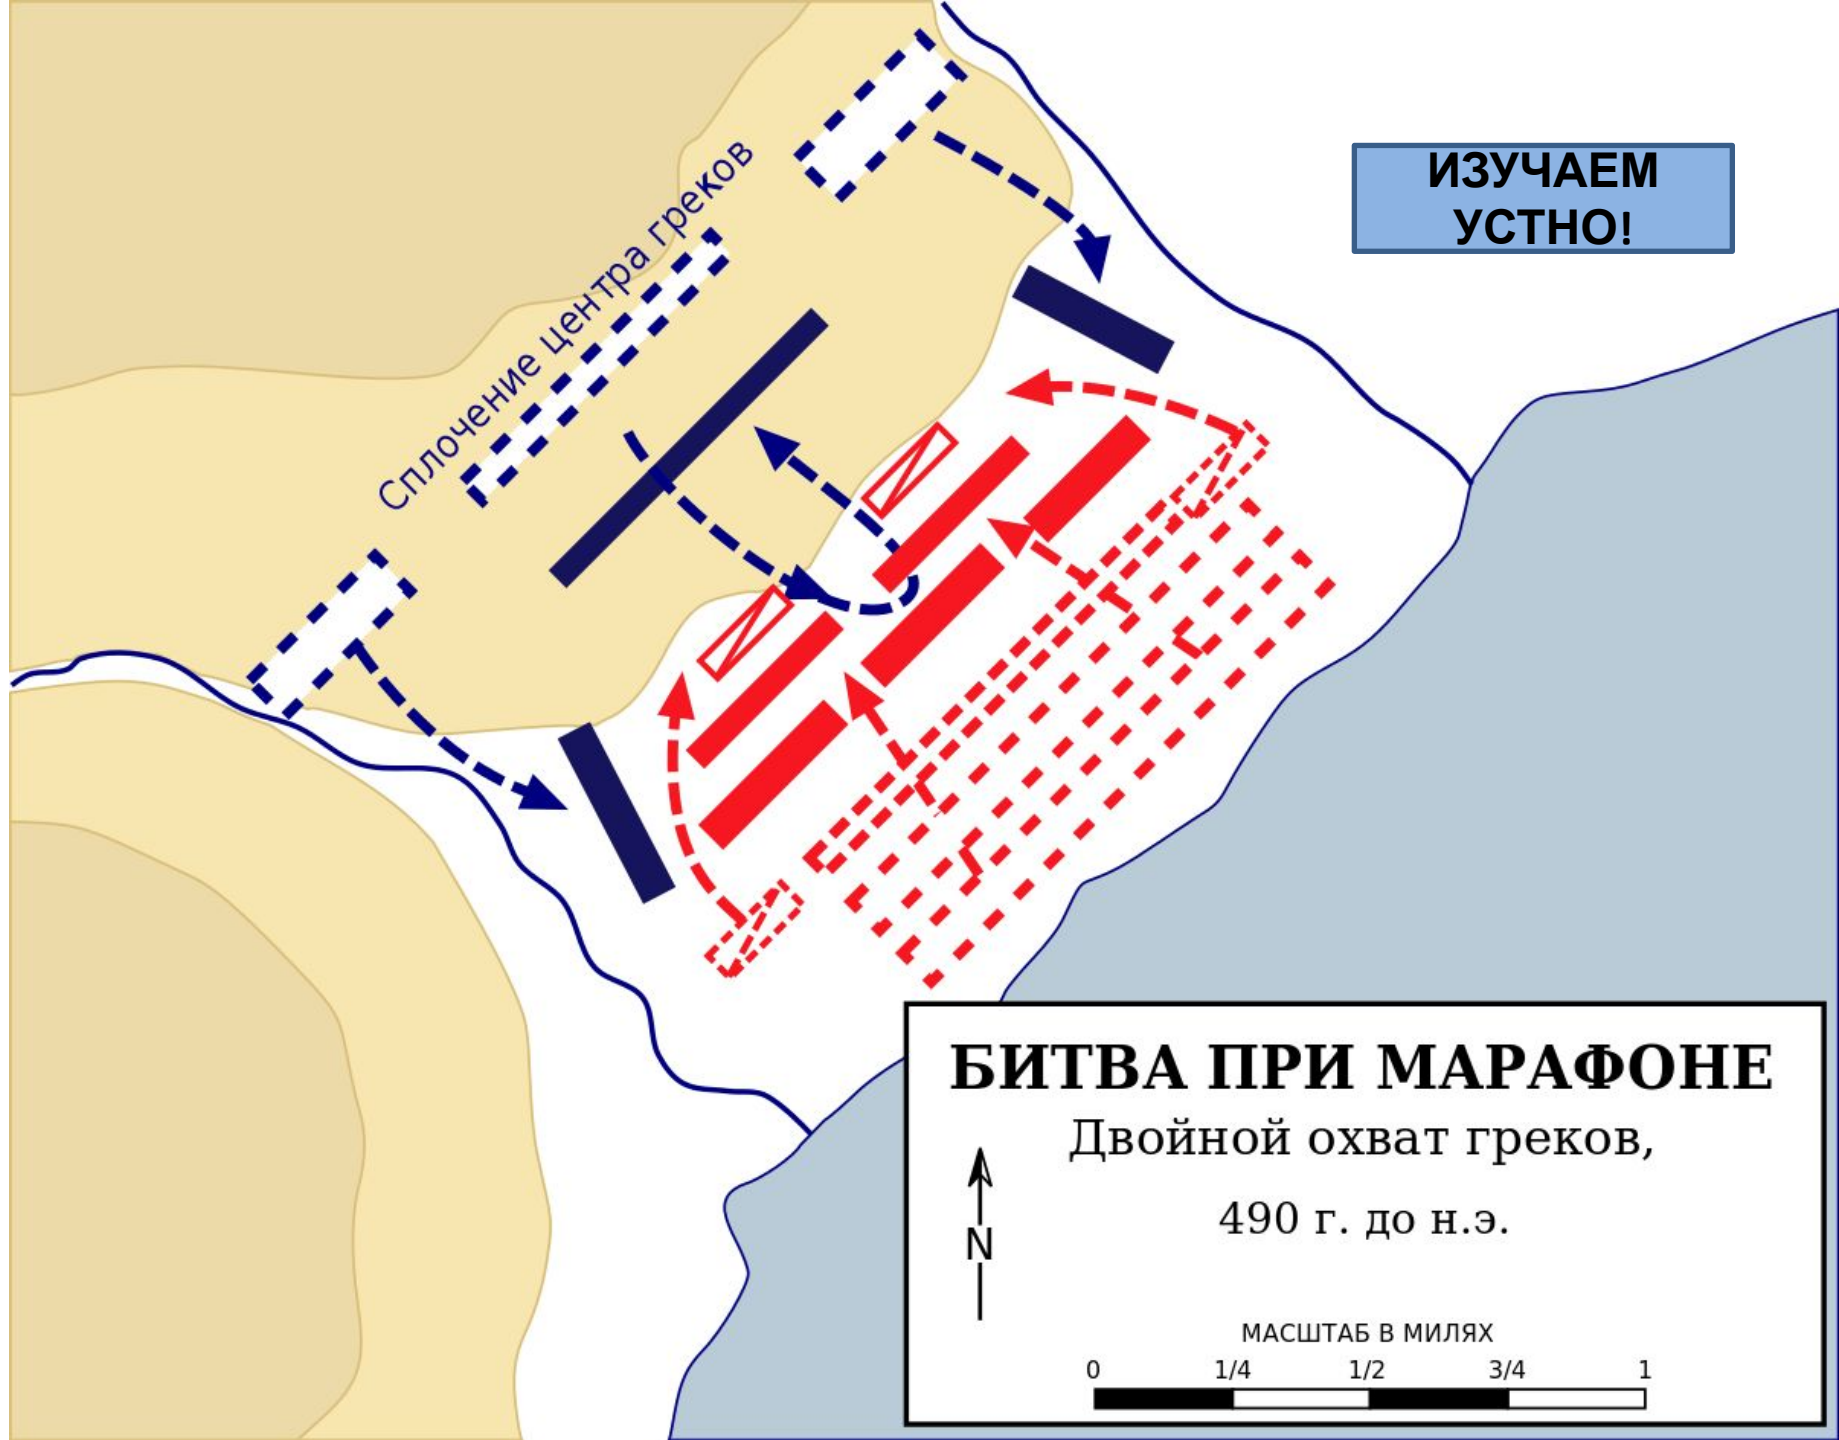 Сплочение центра греков
ИЗУЧАЕМ
УСТНО!
БИТВА ПРИ МАРАФОНЕ
Двойной охват греков,
490 г. до н.э.
N
МАСШТАБ В МИЛЯХ
0 1/4 1/2 3/4 1